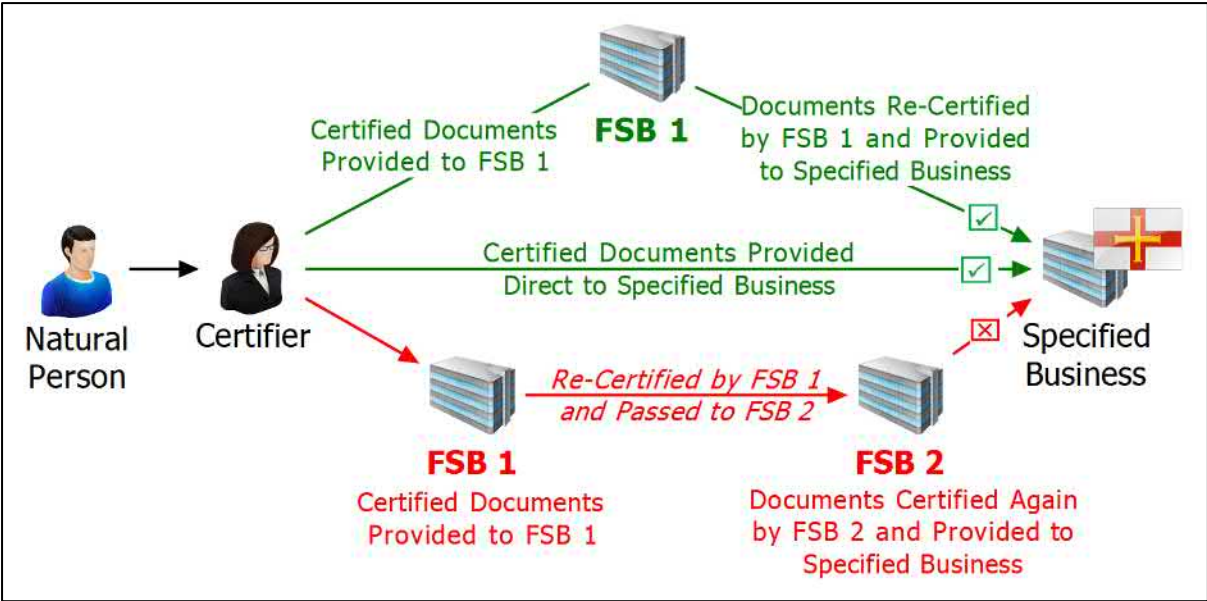 FSB 1
Certified Documents
Provided to FSB 1
Documents Re-Certified
by FSB 1 and Provided
to Specified Business
Certified Documents Provided
Direct to Specified Business
Natural
Person
Certifier
Specified
Business
Re-Certified by FSB 1
and Passed to FSB 2
FSB 1
Certified Documents
Provided to FSB 1
FSB 2
Documents Certified Again
by FSB 2 and Provided to
Specified Business